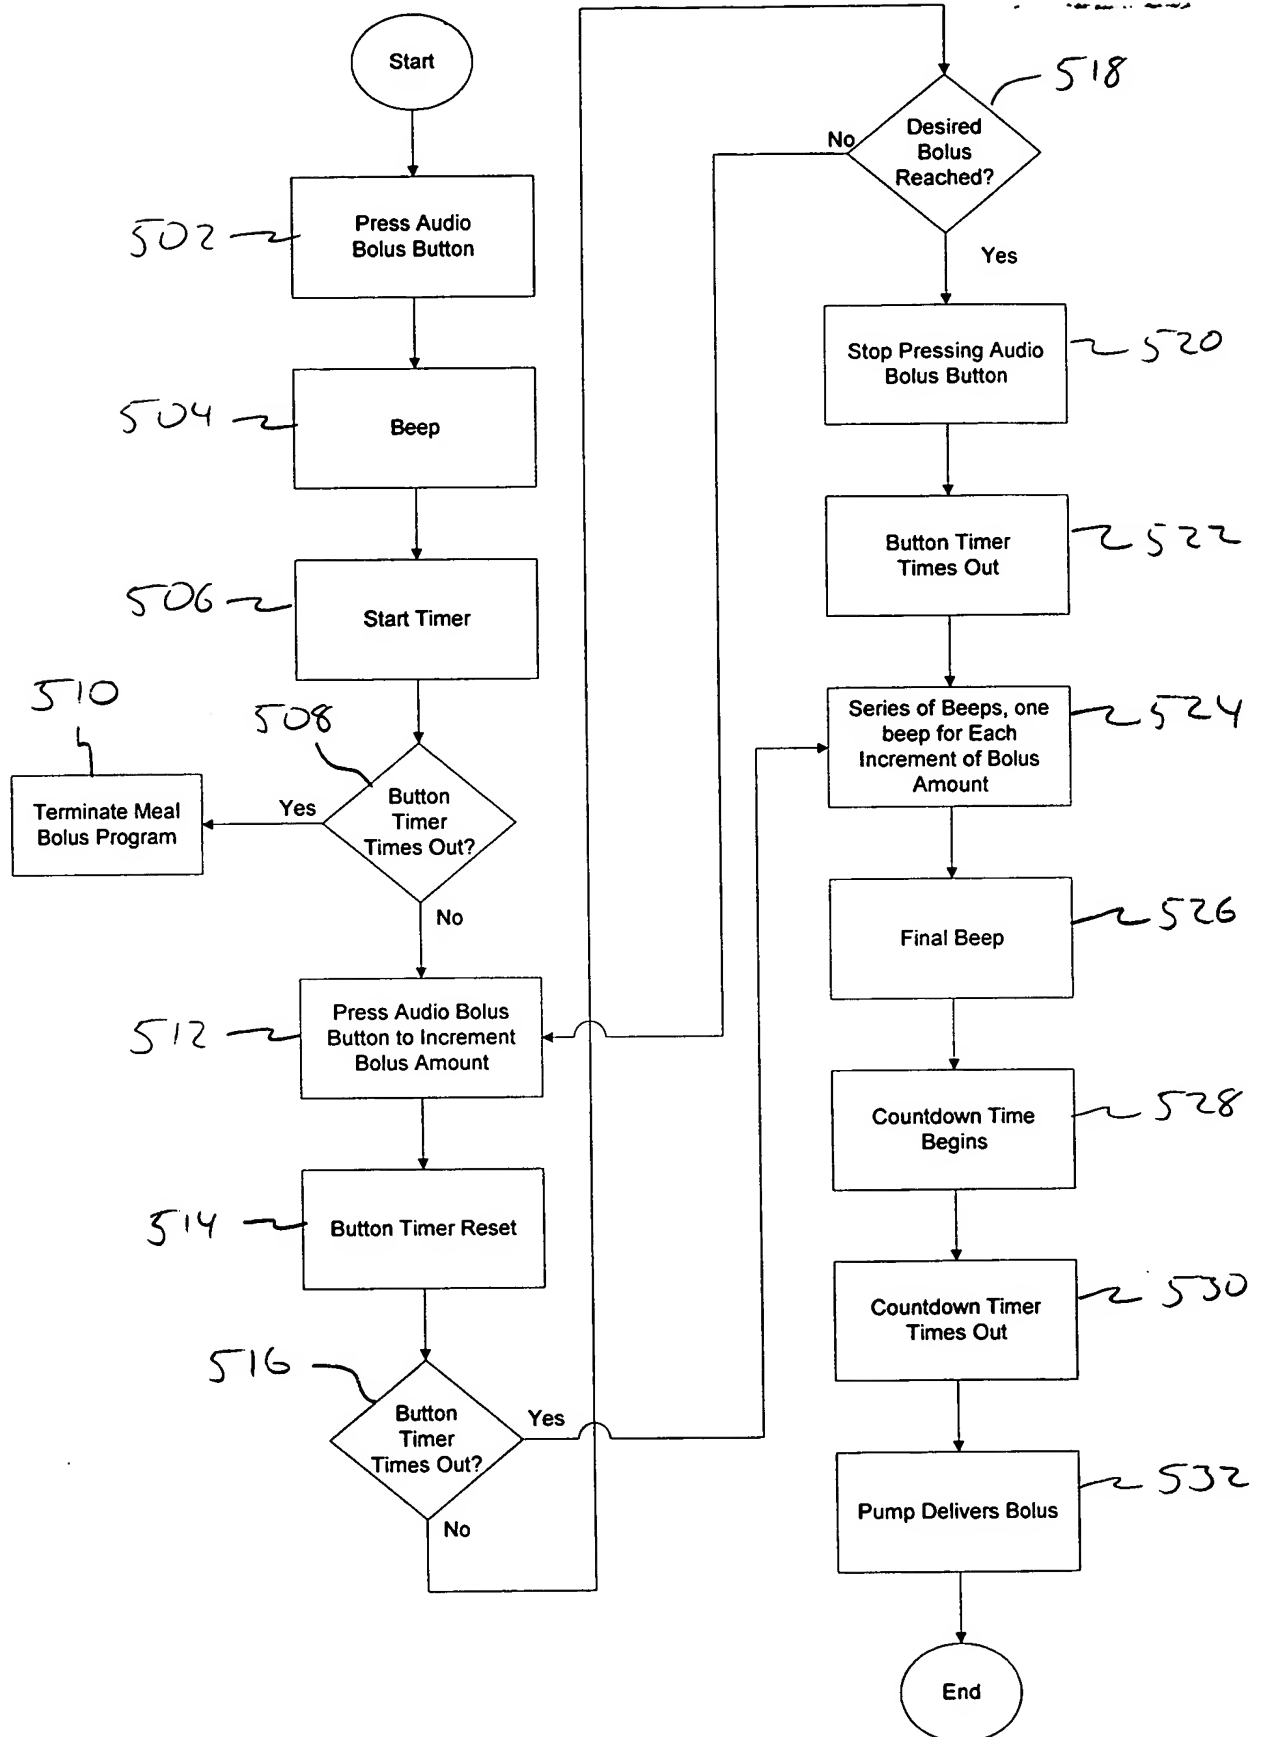 Start
502
Press Audio
Bolus Button
504
Beep
506
Start Timer
508
Button
Timer
Times Out?
Yes
510
Terminate Meal
Bolus Program
No
512
Press Audio Bolus
Button to Increment
Bolus Amount
514
Button Timer Reset
516
Button
Timer
Times Out?
Yes
No
518
Desired
Bolus
Reached?
No
Yes
Stop Pressing Audio
Bolus Button
520
Button Timer
Times Out
522
Series of Beeps, one
beep for Each
Increment of Bolus
Amount
524
Final Beep
526
Countdown Time
Begins
528
Countdown Timer
Times Out
530
Pump Delivers Bolus
532
End